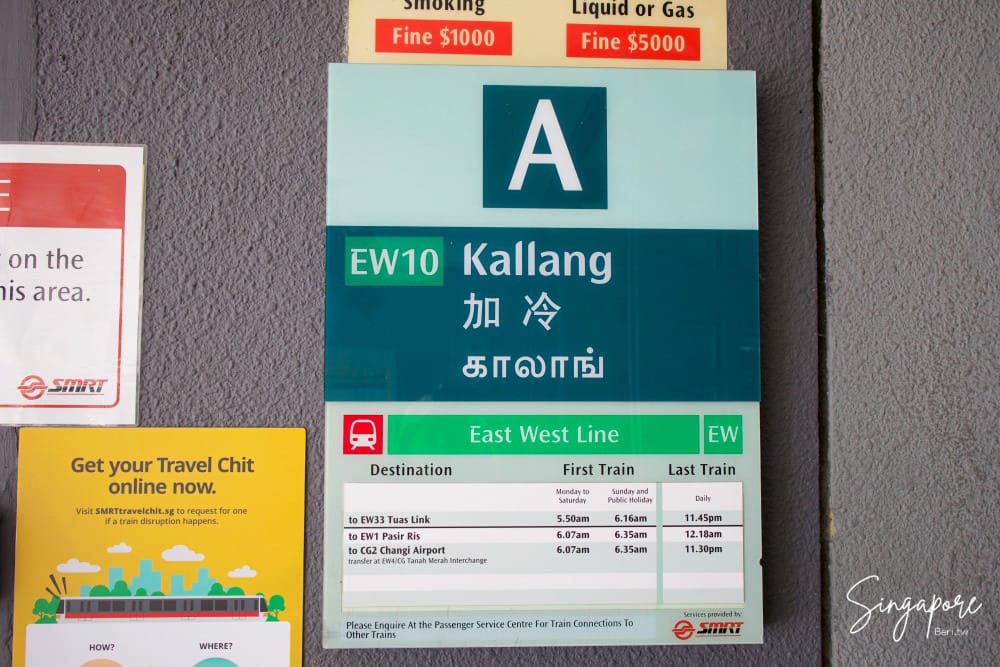 Smoking
Fine $1000
Liquid or Gas
Fine $5000
A
EW10 Kallang
加 冷
காலாங்
East West Line EW
Destination First Train Last Train
Monday to Saturday Sunday and Public Holiday Daily
to EW33 Tuas Link 5.50am 6.16am 11.45pm
to EW1 Pasir Ris 6.07am 6.35am 12.18am
to CG2 Changi Airport 6.07am 6.35am 11.30pm
transfer at EW4/CG Tanah Merah Interchange
Please Enquire At the Passenger Service Centre For Train Connections To
Other Trains
Services provided by:
SMRT
on the
his area.
SMRT
Get your Travel Chit
online now.
Visit SMRTtravelchit.sg to request for one
if a train disruption happens.
HOW? WHERE?
Singapore
Beri.tw